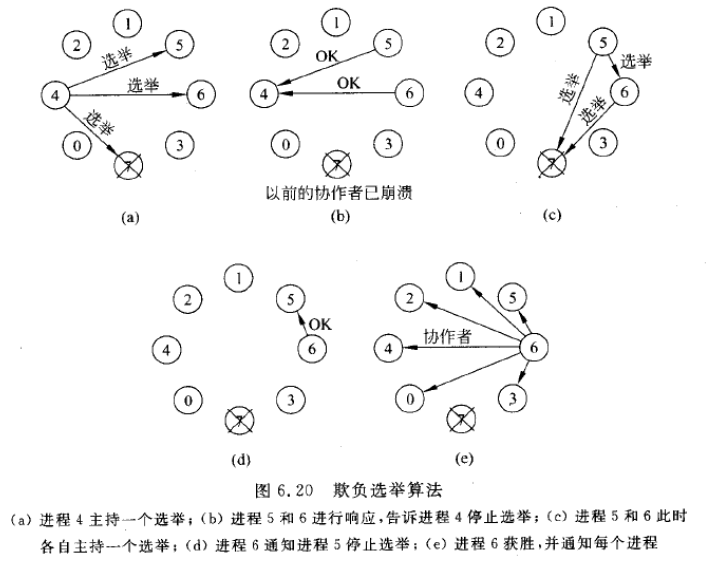 1
2
5
选举
4
选举
6
选举
0
3
7
(a)
1
2
5
OK
4
OK
6
0
3
7
以前的协作者已崩溃
(b)
1
2
5
选举
4
选举
6
选举
0
3
7
(c)
1
2
5
OK
4
6
0
3
7
(d)
1
2
5
协作者
4
6
0
3
7
(e)
图 6.20 欺负选举算法
(a) 进程 4 主持一个选举; (b) 进程 5 和 6 进行响应,告诉进程 4 停止选举; (c) 进程 5 和 6 此时
各自主持一个选举; (d) 进程 6 通知进程 5 停止选举; (e) 进程 6 获胜,并通知每个进程